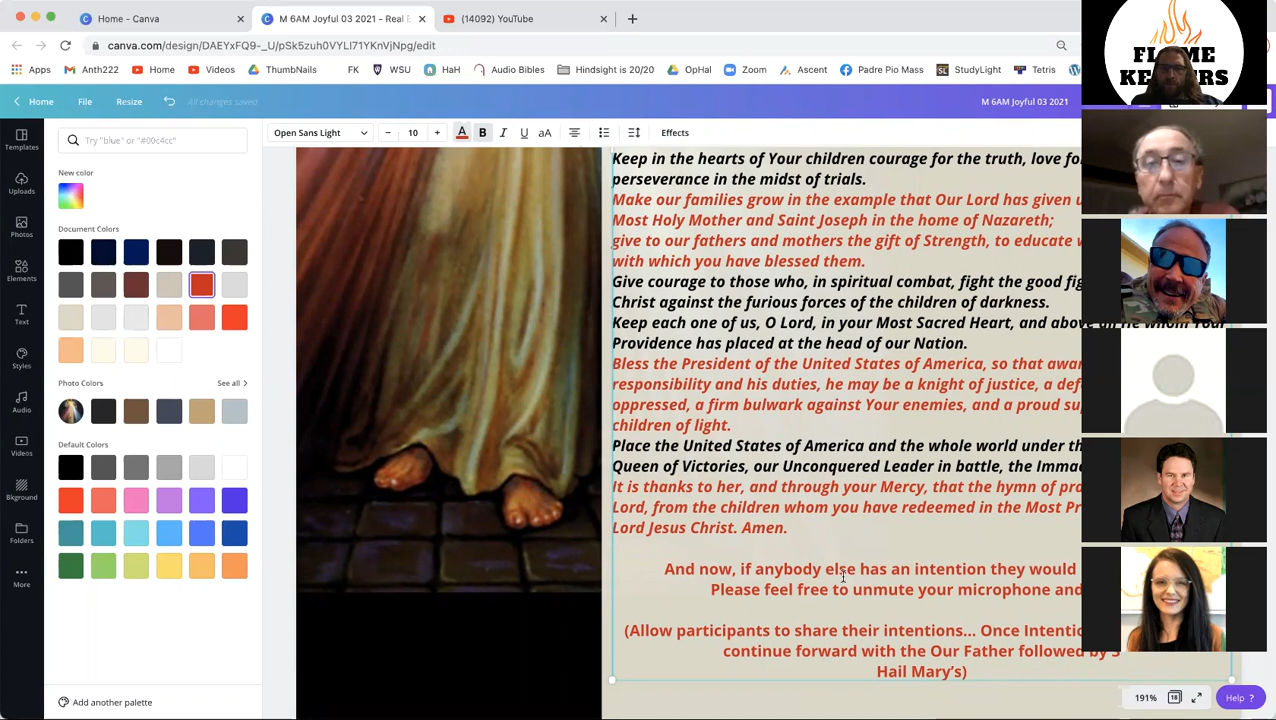 Home - Canva
M 6AM Joyful 03 2021 - Real E
(14092) YouTube
canva.com/design/DAEYxFQ9-_U/pSk5zuh0VYLI71YKnVjNpg/edit
Apps
Anth222
Home
Videos
ThumbNails
FK
WSU
HaH
Audio Bibles
Hindsight is 20/20
OpHal
Zoom
Ascent
Padre Pio Mass
StudyLight
Tetris
Home
File
Resize
All changes saved
M 6AM Joyful 03 2021
FLAME
KEEPERS
Templates
Uploads
Photos
Elements
Text
Styles
Audio
Videos
Bkground
Folders
More
Try "blue" or "#00c4cc"
New color
Document Colors
Photo Colors
See all
Default Colors
Add another palette
Open Sans Light
10
A
B
I
U
aA
Effects
Keep in the hearts of Your children courage for the truth, love fo
perseverance in the midst of trials.
Make our families grow in the example that Our Lord has given u
Most Holy Mother and Saint Joseph in the home of Nazareth;
give to our fathers and mothers the gift of Strength, to educate w
with which you have blessed them.
Give courage to those who, in spiritual combat, fight the good fig
Christ against the furious forces of the children of darkness.
Keep each one of us, O Lord, in your Most Sacred Heart, and above all He whom Your
Providence has placed at the head of our Nation.
Bless the President of the United States of America, so that awar
responsibility and his duties, he may be a knight of justice, a def
oppressed, a firm bulwark against Your enemies, and a proud su
children of light.
Place the United States of America and the whole world under th
Queen of Victories, our Unconquered Leader in battle, the Imma
It is thanks to her, and through your Mercy, that the hymn of pra
Lord, from the children whom you have redeemed in the Most Pr
Lord Jesus Christ. Amen.
And now, if anybody else has an intention they would
Please feel free to unmute your microphone and
(Allow participants to share their intentions... Once Intentio
continue forward with the Our Father followed by 3
Hail Mary's)
191%
18
Help ?